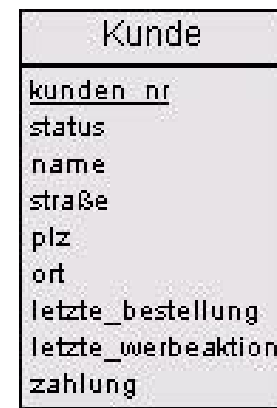 Kunde
kunden_nr
status
name
straße
plz
ort
letzte_bestellung
letzte_werbeaktion
zahlung